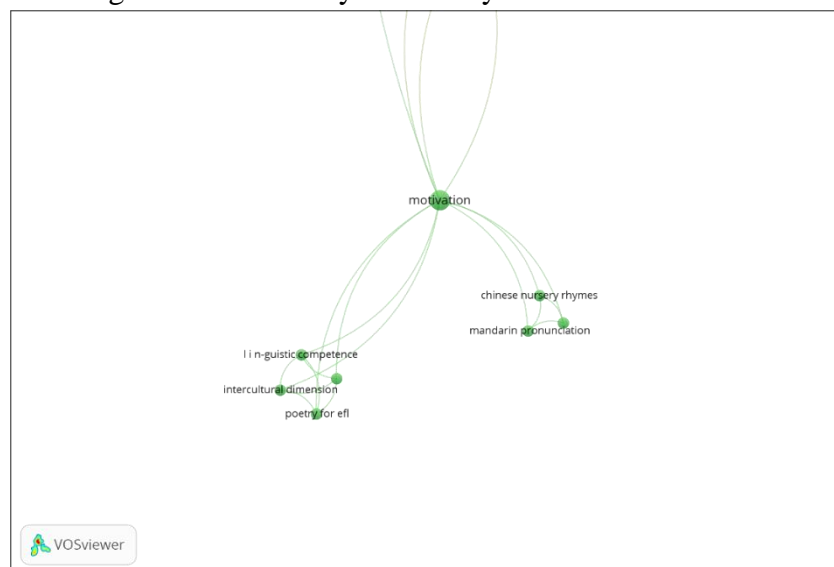 motivation
chinese nursery rhymes
mandarin pronunciation
l i n-guistic competence
intercultural dimension
poetry for efl
VOSviewer